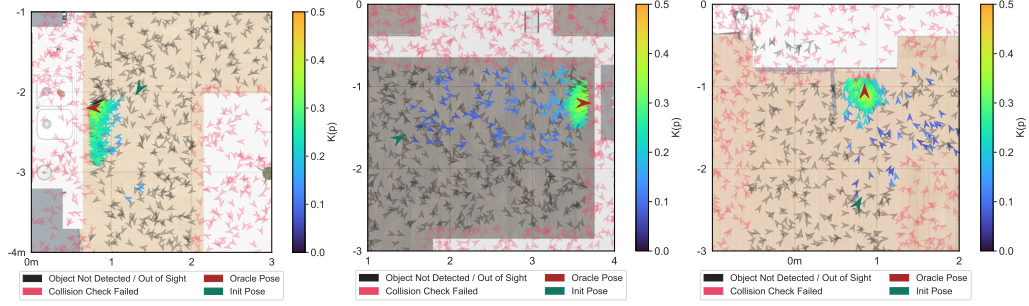 -1
-2
-3
-4m
0m
1
2
3
0.5
0.4
0.3
0.2
0.1
0.0
K(p)
Object Not Detected / Out of Sight
Oracle Pose
Collision Check Failed
Init Pose
0
-1
-2
-3
1
2
3
4
0.5
0.4
0.3
0.2
0.1
0.0
K(p)
Object Not Detected / Out of Sight
Oracle Pose
Collision Check Failed
Init Pose
0
-1
-2
-3
0m
1
2
0.5
0.4
0.3
0.2
0.1
0.0
K(p)
Object Not Detected / Out of Sight
Oracle Pose
Collision Check Failed
Init Pose